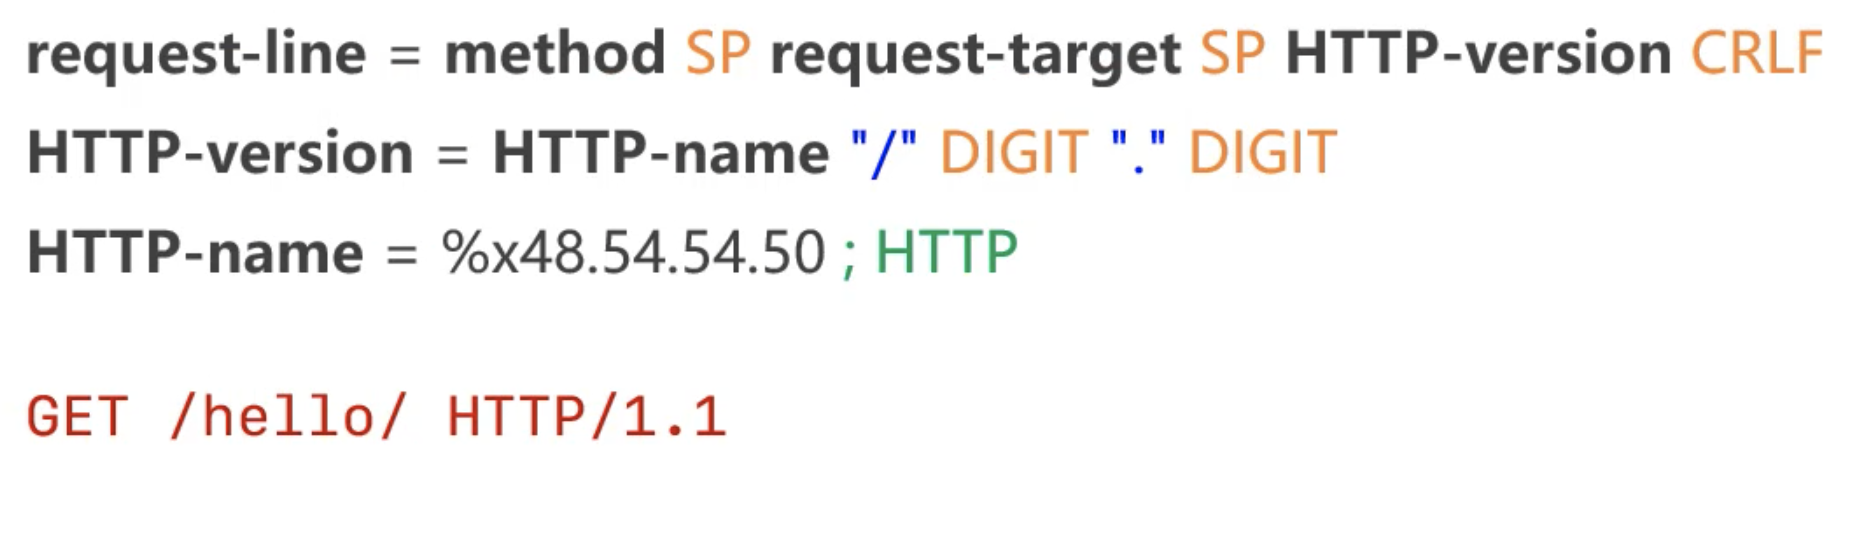 request-line = method SP request-target SP HTTP-version CRLF
HTTP-version = HTTP-name "/" DIGIT "." DIGIT
HTTP-name = %x48.54.54.50 ; HTTP
GET /hello/ HTTP/1.1